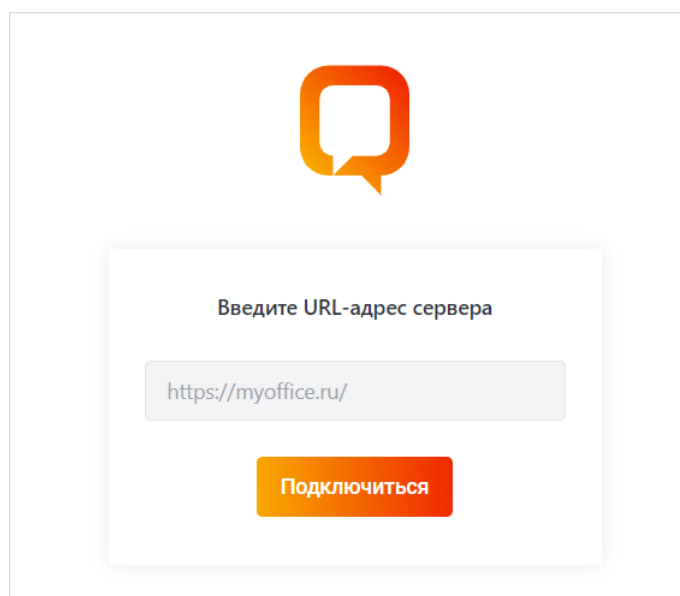 Введите URL-адрес сервера
https://myoffice.ru/
Подключиться